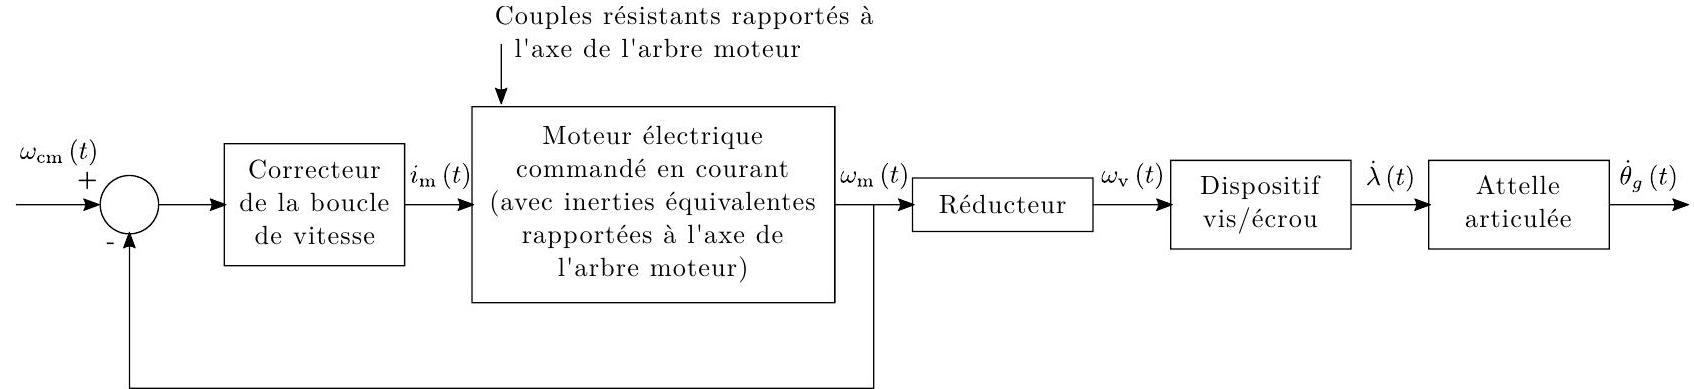 Couples résistants rapportés à
l'axe de l'arbre moteur
ω_cm (t)
+
-
Correcteur
de la boucle
de vitesse
i_m (t)
Moteur électrique
commandé en courant
(avec inerties équivalentes
rapportées à l'axe de
l'arbre moteur)
ω_m (t)
Réducteur
ω_v (t)
Dispositif
vis/écrou
λ̇ (t)
Attelle
articulée
θ̇_g (t)